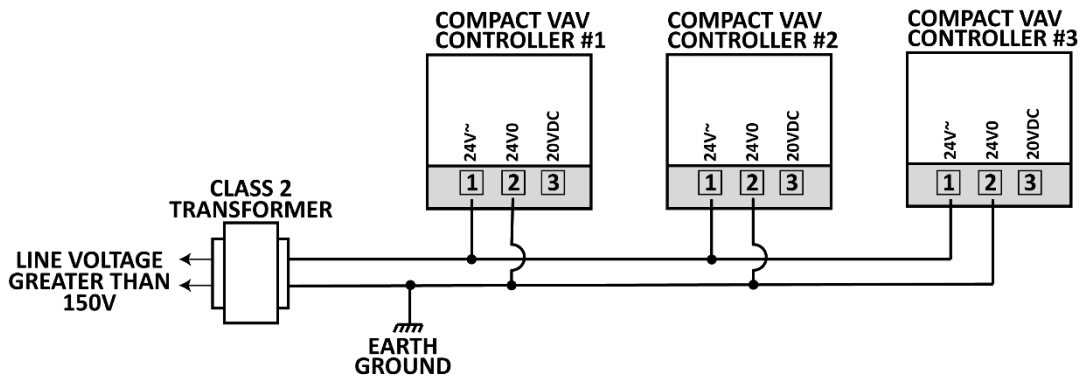 COMPACT VAV
CONTROLLER #1
COMPACT VAV
CONTROLLER #2
COMPACT VAV
CONTROLLER #3
24V~
24V0
20VDC
24V~
24V0
20VDC
24V~
24V0
20VDC
1
2
3
1
2
3
1
2
3
CLASS 2
TRANSFORMER
LINE VOLTAGE
GREATER THAN
150V
EARTH
GROUND